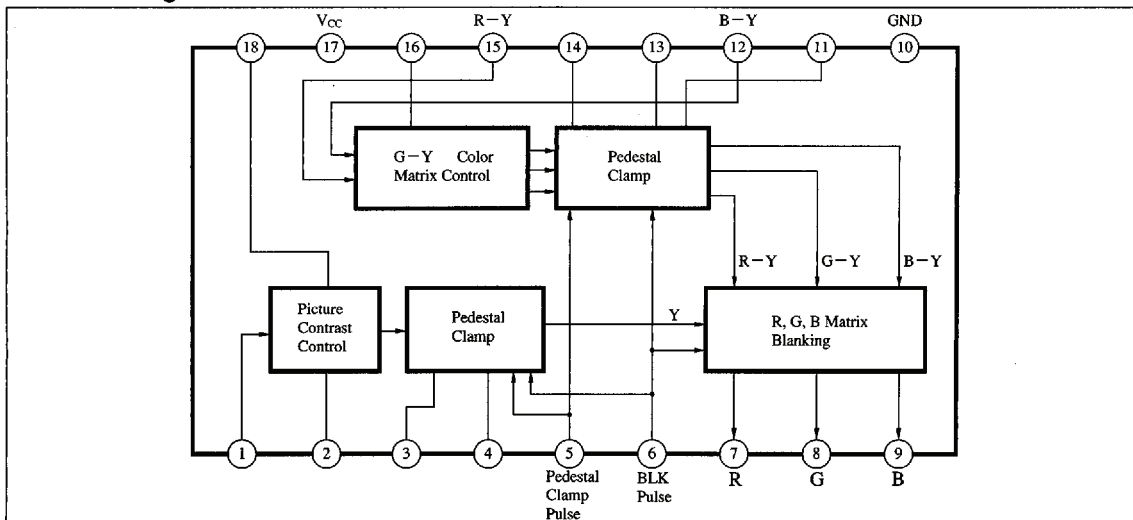 V_CC R−Y B−Y GND
18 17 16 15 14 13 12 11 10
G−Y Color
Matrix Control
Pedestal
Clamp
R−Y G−Y B−Y
Picture
Contrast
Control
Pedestal
Clamp
Y
R, G, B Matrix
Blanking
1 2 3 4 5 6 7 8 9
Pedestal
Clamp
Pulse
BLK
Pulse
R G B